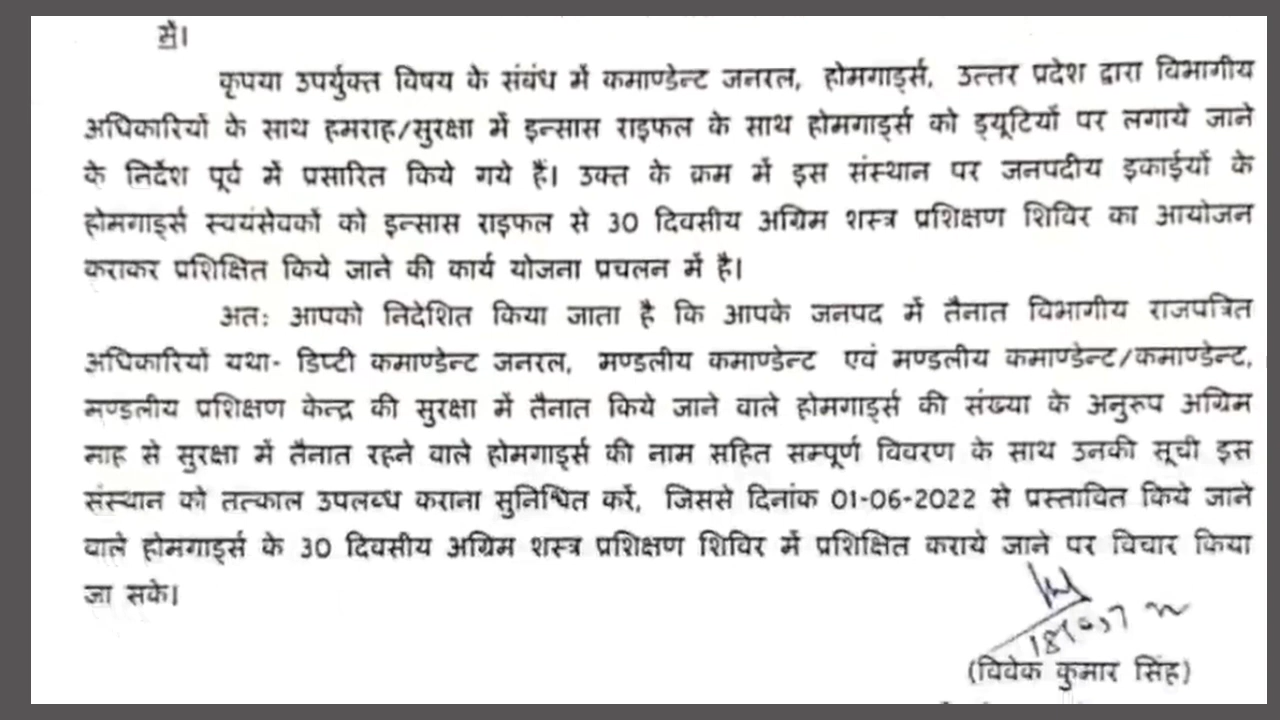 में।
कृपया उपर्युक्त विषय के संबंध में कमाण्डेन्ट जनरल, होमगार्ड्स, उत्तर प्रदेश द्वारा विभागीय
अधिकारियों के साथ हमराह/सुरक्षा में इन्सास राइफल के साथ होमगार्ड्स को ड्यूटियों पर लगाये जाने
के निर्देश पूर्व में प्रसारित किये गये हैं। उक्त के क्रम में इस संस्थान पर जनपदीय इकाईयों के
होमगार्ड्स स्वयंसेवकों को इन्सास राइफल से 30 दिवसीय अग्रिम शस्त्र प्रशिक्षण शिविर का आयोजन
कराकर प्रशिक्षित किये जाने की कार्य योजना प्रचलन में है।
अतः आपको निदेशित किया जाता है कि आपके जनपद में तैनात विभागीय राजपत्रित
अधिकारियों यथा- डिप्टी कमाण्डेन्ट जनरल, मण्डलीय कमाण्डेन्ट एवं मण्डलीय कमाण्डेन्ट/कमाण्डेन्ट,
मण्डलीय प्रशिक्षण केन्द्र की सुरक्षा में तैनात किये जाने वाले होमगार्ड्स की संख्या के अनुरूप अग्रिम
माह से सुरक्षा में तैनात रहने वाले होमगार्ड्स की नाम सहित सम्पूर्ण विवरण के साथ उनकी सूची इस
संस्थान को तत्काल उपलब्ध कराना सुनिश्चित करें, जिससे दिनांक 01-06-2022 से प्रस्तावित किये जाने
वाले होमगार्ड्स के 30 दिवसीय अग्रिम शस्त्र प्रशिक्षण शिविर में प्रशिक्षित कराये जाने पर विचार किया
जा सके।
(विवेक कुमार सिंह)